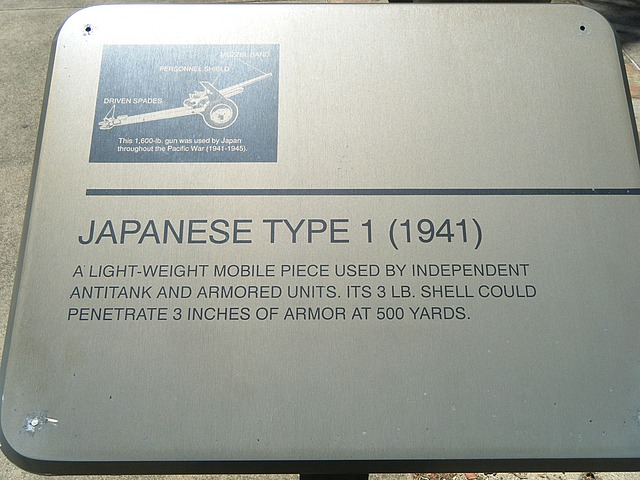 MUZZLE BAND
PERSONNEL SHIELD
DRIVEN SPADES
This 1,600-lb. gun was used by Japan
throughout the Pacific War (1941-1945).
JAPANESE TYPE 1 (1941)
A LIGHT-WEIGHT MOBILE PIECE USED BY INDEPENDENT
ANTITANK AND ARMORED UNITS. ITS 3 LB. SHELL COULD
PENETRATE 3 INCHES OF ARMOR AT 500 YARDS.